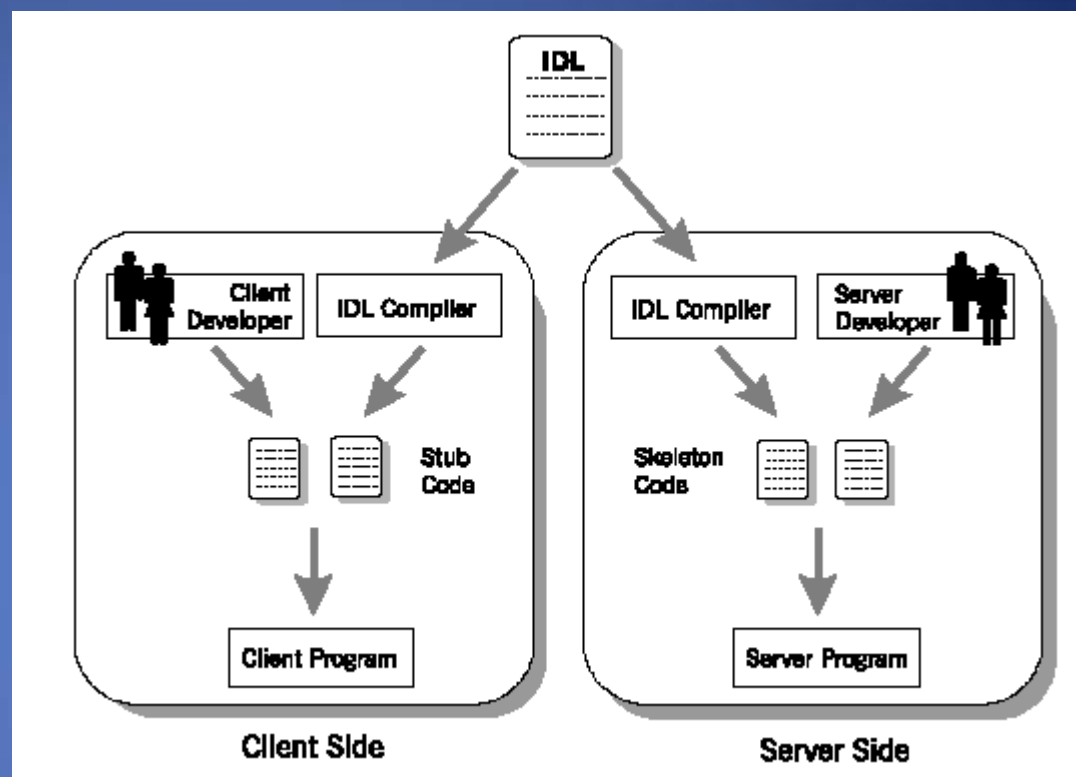 IDL
Client
Developer
IDL Compiler
IDL Compiler
Server
Developer
Stub
Code
Skeleton
Code
Client Program
Server Program
Client Side
Server Side